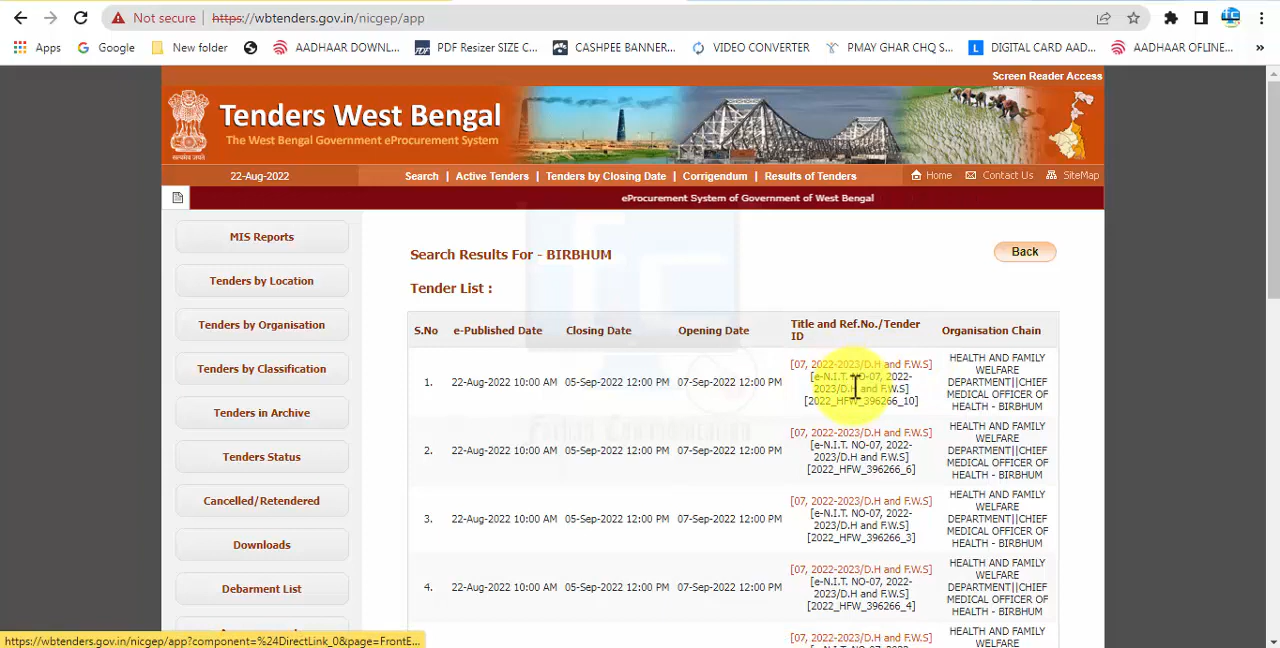 Not secure https://wbtenders.gov.in/nicgep/app
Apps Google New folder AADHAAR DOWNL... PDF Resizer SIZE C... CASHPEE BANNER... VIDEO CONVERTER PMAY GHAR CHQ S... DIGITAL CARD AAD... AADHAAR OFLINE... »
Screen Reader Access
Tenders West Bengal
The West Bengal Government eProcurement System
सत्यमेव जयते
22-Aug-2022 Search | Active Tenders | Tenders by Closing Date | Corrigendum | Results of Tenders Home Contact Us SiteMap
eProcurement System of Government of West Bengal
MIS Reports
Tenders by Location
Tenders by Organisation
Tenders by Classification
Tenders in Archive
Tenders Status
Cancelled/Retendered
Downloads
Debarment List
Search Results For - BIRBHUM
Back
Tender List :
S.No e-Published Date Closing Date Opening Date Title and Ref.No./Tender ID Organisation Chain
1. 22-Aug-2022 10:00 AM 05-Sep-2022 12:00 PM 07-Sep-2022 12:00 PM
[07, 2022-2023/D.H and F.W.S]
[e-N.I.T. NO-07, 2022-
2023/D.H and F.W.S]
[2022_HFW_396266_10]
HEALTH AND FAMILY
WELFARE
DEPARTMENT||CHIEF
MEDICAL OFFICER OF
HEALTH - BIRBHUM
2. 22-Aug-2022 10:00 AM 05-Sep-2022 12:00 PM 07-Sep-2022 12:00 PM
[07, 2022-2023/D.H and F.W.S]
[e-N.I.T. NO-07, 2022-
2023/D.H and F.W.S]
[2022_HFW_396266_6]
HEALTH AND FAMILY
WELFARE
DEPARTMENT||CHIEF
MEDICAL OFFICER OF
HEALTH - BIRBHUM
3. 22-Aug-2022 10:00 AM 05-Sep-2022 12:00 PM 07-Sep-2022 12:00 PM
[07, 2022-2023/D.H and F.W.S]
[e-N.I.T. NO-07, 2022-
2023/D.H and F.W.S]
[2022_HFW_396266_3]
HEALTH AND FAMILY
WELFARE
DEPARTMENT||CHIEF
MEDICAL OFFICER OF
HEALTH - BIRBHUM
4. 22-Aug-2022 10:00 AM 05-Sep-2022 12:00 PM 07-Sep-2022 12:00 PM
[07, 2022-2023/D.H and F.W.S]
[e-N.I.T. NO-07, 2022-
2023/D.H and F.W.S]
[2022_HFW_396266_4]
HEALTH AND FAMILY
WELFARE
DEPARTMENT||CHIEF
MEDICAL OFFICER OF
HEALTH - BIRBHUM
[07, 2022-2023/D.H and F.W.S]
HEALTH AND FAMILY
WELFARE
https://wbtenders.gov.in/nicgep/app?component=%24DirectLink_0&page=FrontE...